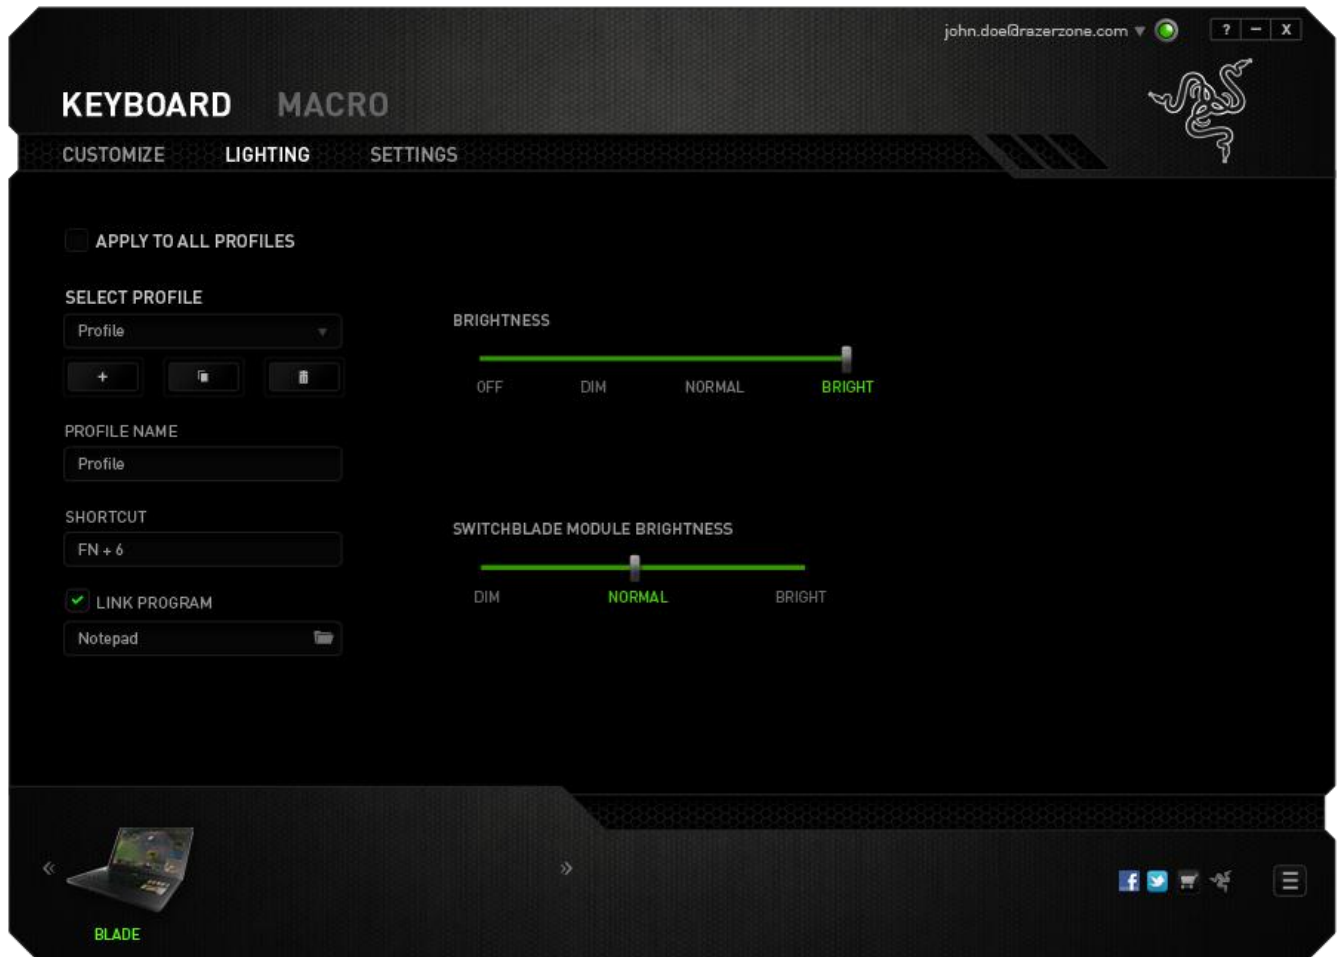 john.doe@razerzone.com
? – X
KEYBOARD MACRO
CUSTOMIZE LIGHTING SETTINGS
APPLY TO ALL PROFILES
SELECT PROFILE
Profile
+
PROFILE NAME
Profile
SHORTCUT
FN + 6
LINK PROGRAM
Notepad
BRIGHTNESS
OFF DIM NORMAL BRIGHT
SWITCHBLADE MODULE BRIGHTNESS
DIM NORMAL BRIGHT
« »
BLADE